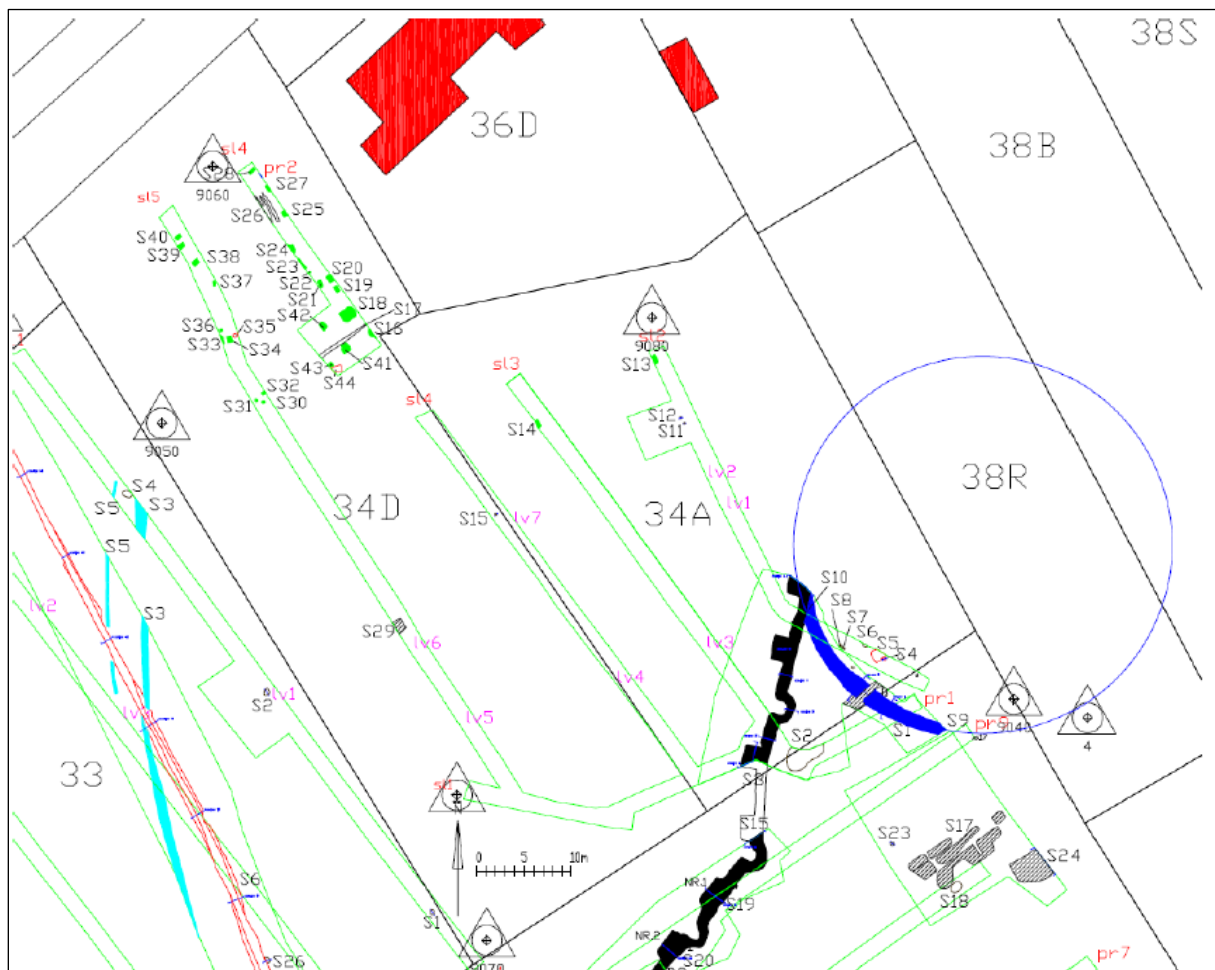 38S
36D
38B
sl4
pr2
S28
S27
9060
sl5
S26
S25
S40
S39
S38
S24
S37
S23
S20
S22
S19
S21
S18
S17
S42
S16
S36
S35
S33
S34
S43
S41
S44
9080
sl2
S13
sl3
sl4
S32
S31
S30
S14
S12
S11
9050
38R
lv2
lv1
S4
S5
S3
34D
S15
lv7
34A
S5
S10
S8
S7
S6
S5
S4
lv2
S3
S29
lv6
lv3
lv4
S2
lv1
lv5
pr1
S1
S9
9040
4
33
S2
S15
0
5
10m
S23
S17
S24
S18
S6
NR.1
S19
S1
NR.2
S20
S26
9070
pr7